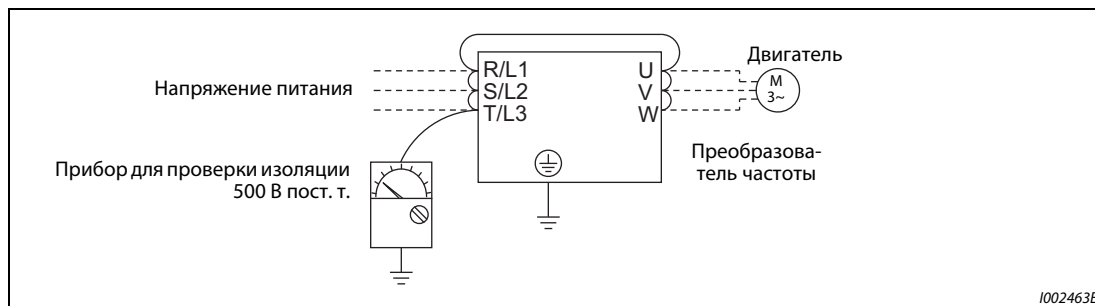 Двигатель
R/L1
U
M
Напряжение питания
S/L2
V
3~
T/L3
W
Прибор для проверки изоляции
500 В пост. т.
Преобразова-
тель частоты
I002463E